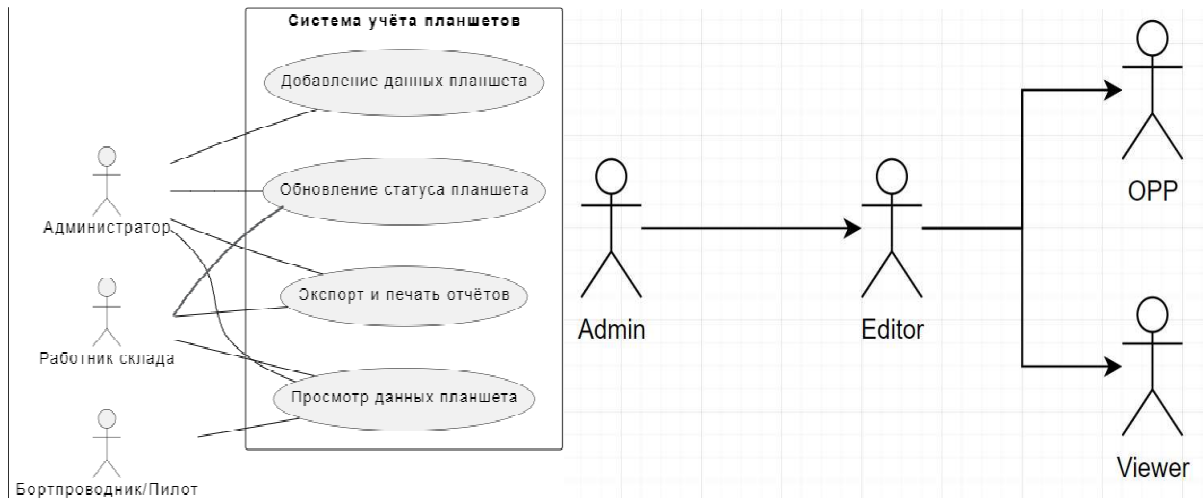 Система учёта планшетов
Добавление данных планшета
Обновление статуса планшета
Экспорт и печать отчётов
Просмотр данных планшета
Администратор
Работник склада
Бортпроводник/Пилот
Admin
Editor
OPP
Viewer